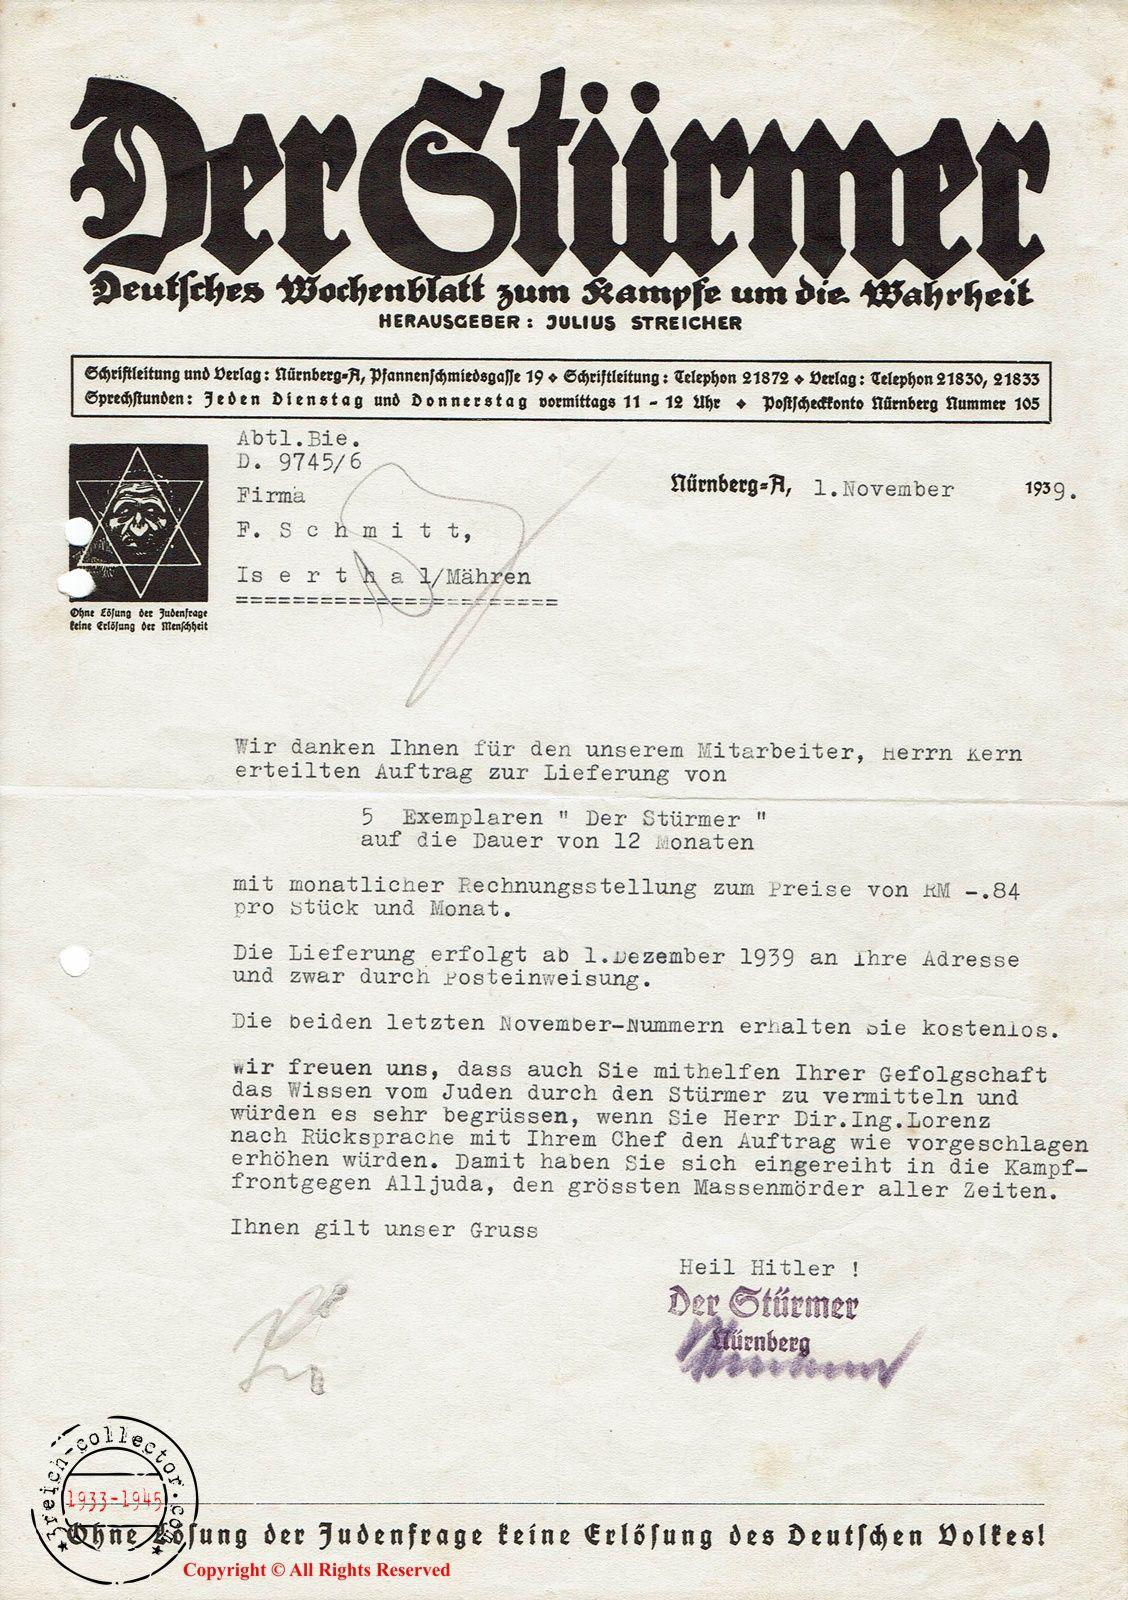 Der Stürmer
Deutsches Wochenblatt zum Kampfe um die Wahrheit
HERAUSGEBER: JULIUS STREICHER
Schriftleitung und Verlag: Nürnberg-A, Pfannenschmiedsgasse 19 ⬥ Schriftleitung: Telephon 21872 ⬥ Verlag: Telephon 21830, 21833
Sprechstunden: Jeden Dienstag und Donnerstag vormittags 11 - 12 Uhr ⬥ Postscheckkonto Nürnberg Nummer 105
Abtl.Bie.
D. 9745/6
Nürnberg-A, 1.November 1939.
Firma
F. S c h m i t t,
I s e r t h a l/Mähren
=======================
Ohne Lösung der Judenfrage
keine Erlösung der Menschheit
Wir danken Ihnen für den unserem Mitarbeiter, Herrn Kern
erteilten Auftrag zur Lieferung von
5 Exemplaren " Der Stürmer "
auf die Dauer von 12 Monaten
mit monatlicher Rechnungsstellung zum Preise von RM -.84
pro Stück und Monat.
Die Lieferung erfolgt ab 1.Dezember 1939 an Ihre Adresse
und zwar durch Posteinweisung.
Die beiden letzten November-Nummern erhalten Sie kostenlos.
Wir freuen uns, dass auch Sie mithelfen Ihrer Gefolgschaft
das Wissen vom Juden durch den Stürmer zu vermitteln und
würden es sehr begrüssen, wenn Sie Herr Dir.Ing.Lorenz
nach Rücksprache mit Ihrem Chef den Auftrag wie vorgeschlagen
erhöhen würden. Damit haben Sie sich eingereiht in die Kampf-
frontgegen Alljuda, den grössten Massenmörder aller Zeiten.
Ihnen gilt unser Gruss
Heil Hitler !
Der Stürmer
Nürnberg
3reich-collector.com
1933-1945
Ohne Lösung der Judenfrage keine Erlösung des Deutschen Volkes!
Copyright © All Rights Reserved